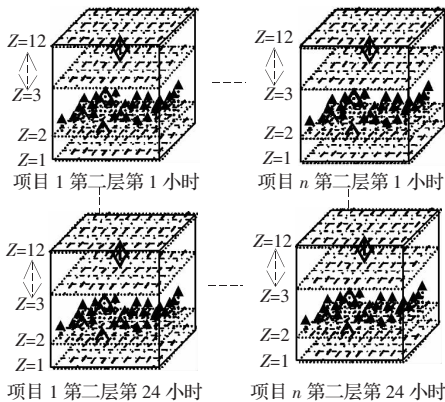 Z=12
Z=3
Z=2
Z=1
项目 1 第二层第 1 小时
Z=12
Z=3
Z=2
Z=1
项目 n 第二层第 1 小时
Z=12
Z=3
Z=2
Z=1
项目 1 第二层第 24 小时
Z=12
Z=3
Z=2
Z=1
项目 n 第二层第 24 小时